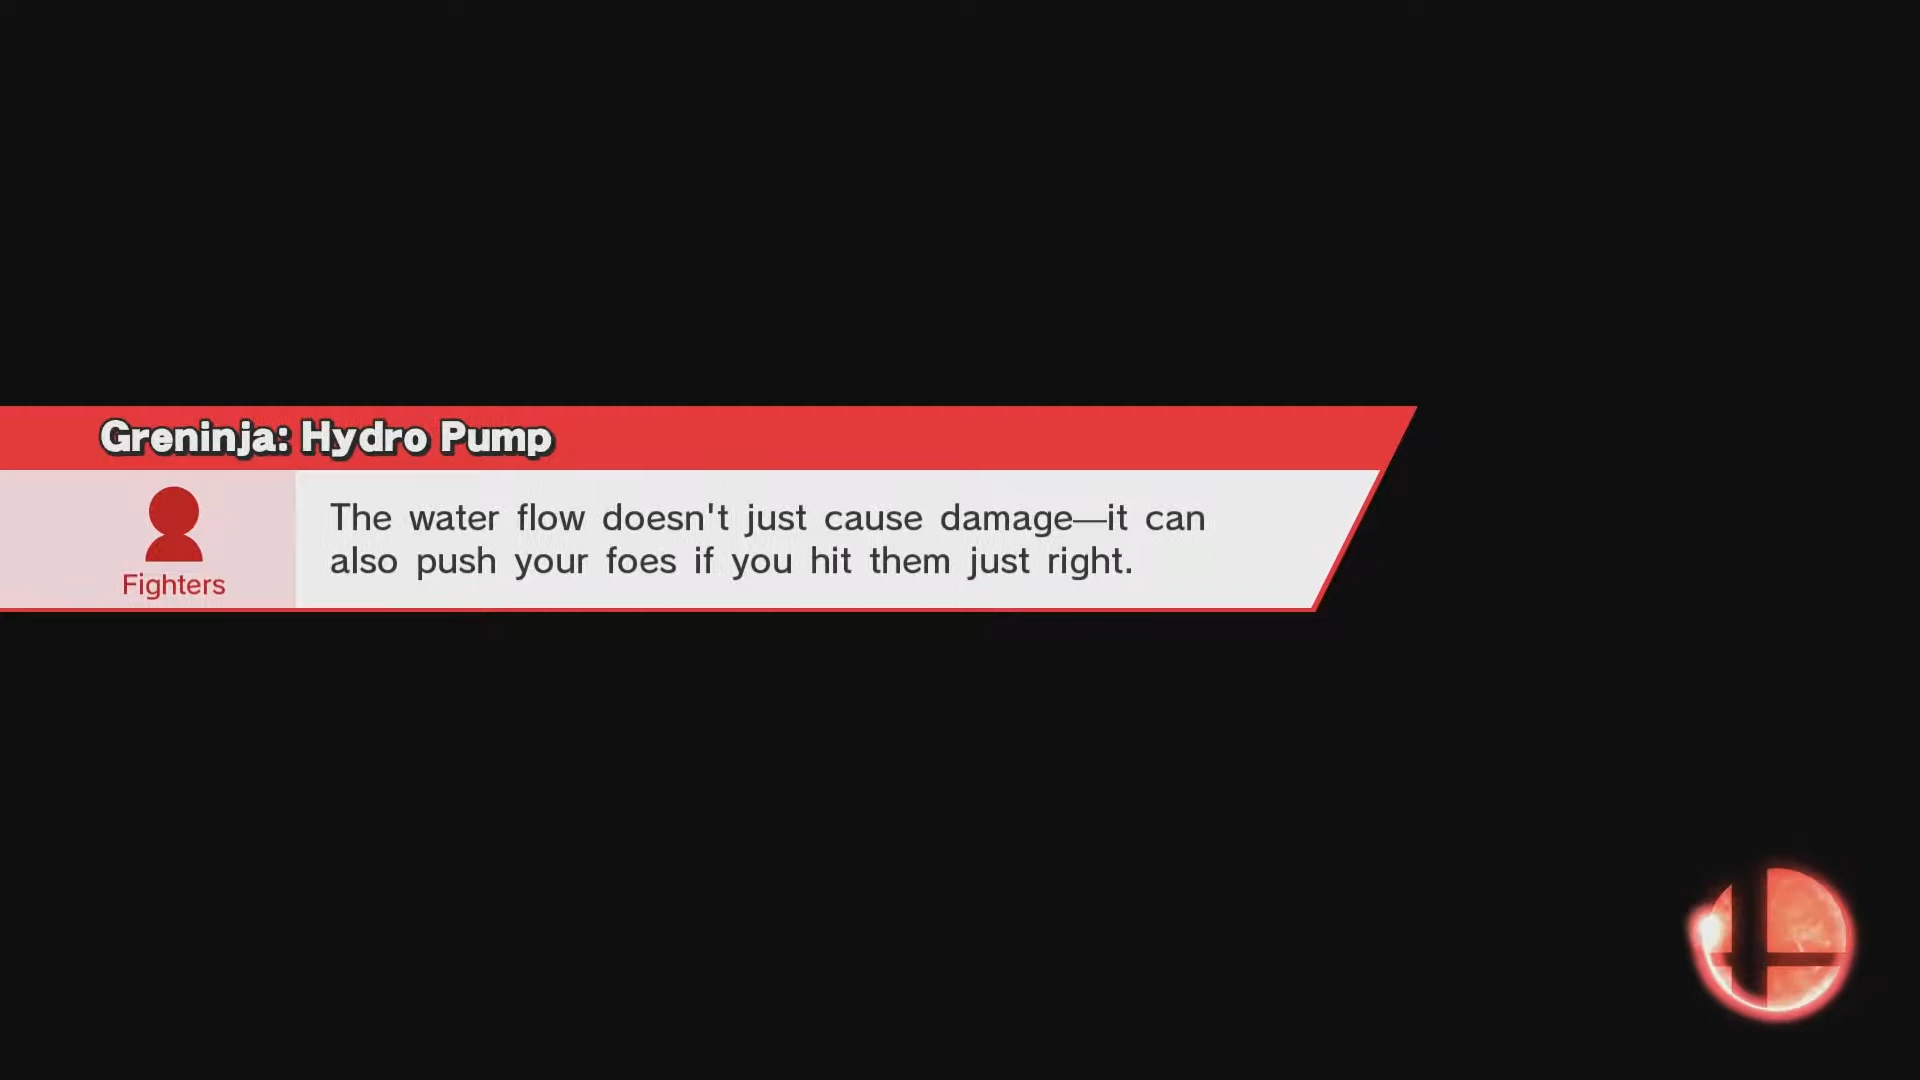 Greninja: Hydro Pump
Fighters
The water flow doesn't just cause damage—it can
also push your foes if you hit them just right.